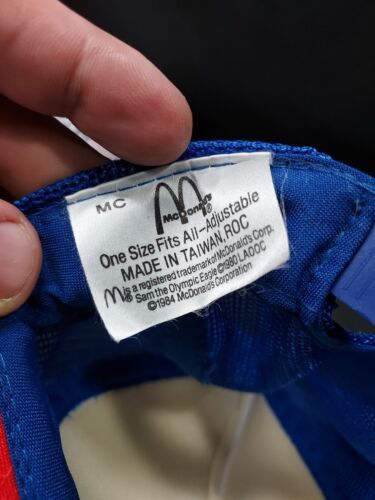 MC
McDonald's
One Size Fits All-Adjustable
MADE IN TAIWAN, ROC
m is a registered trademark of McDonald's Corp.
Sam the Olympic Eagle ©1980 LAOOC
©1984 McDonald's Corporation